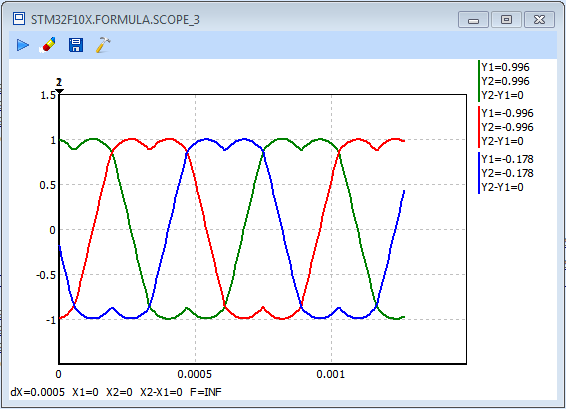 STM32F10X.FORMULA.SCOPE_3
2
Y1=0.996
Y2=0.996
Y2-Y1=0
Y1=-0.996
Y2=-0.996
Y2-Y1=0
Y1=-0.178
Y2=-0.178
Y2-Y1=0
1.5
1
0.5
0
-0.5
-1
0 0.0005 0.001
dX=0.0005 X1=0 X2=0 X2-X1=0 F=INF